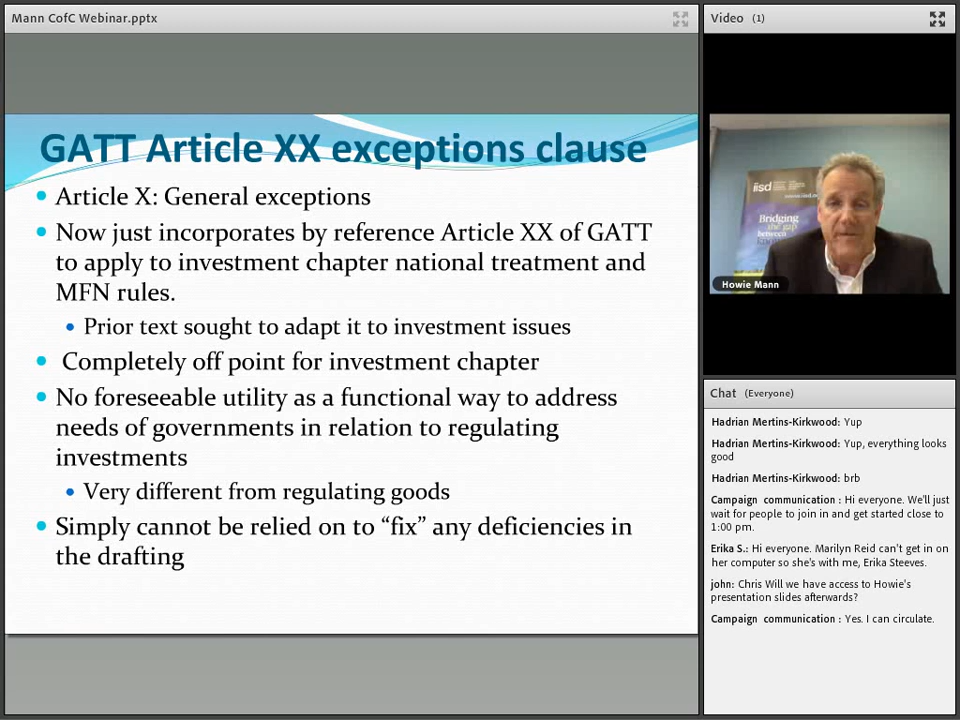 Mann CofC Webinar.pptx
GATT Article XX exceptions clause
Article X: General exceptions
Now just incorporates by reference Article XX of GATT
to apply to investment chapter national treatment and
MFN rules.
Prior text sought to adapt it to investment issues
Completely off point for investment chapter
No foreseeable utility as a functional way to address
needs of governments in relation to regulating
investments
Very different from regulating goods
Simply cannot be relied on to “fix” any deficiencies in
the drafting
Video (1)
iisd
Bridging
the gap
between
Howie Mann
Chat (Everyone)
Hadrian Mertins-Kirkwood: Yup
Hadrian Mertins-Kirkwood: Yup, everything looks
good
Hadrian Mertins-Kirkwood: brb
Campaign communication : Hi everyone. We'll just
wait for people to join in and get started close to
1:00 pm.
Erika S.: Hi everyone. Marilyn Reid can't get in on
her computer so she's with me, Erika Steeves.
john: Chris Will we have access to Howie's
presentation slides afterwards?
Campaign communication : Yes. I can circulate.